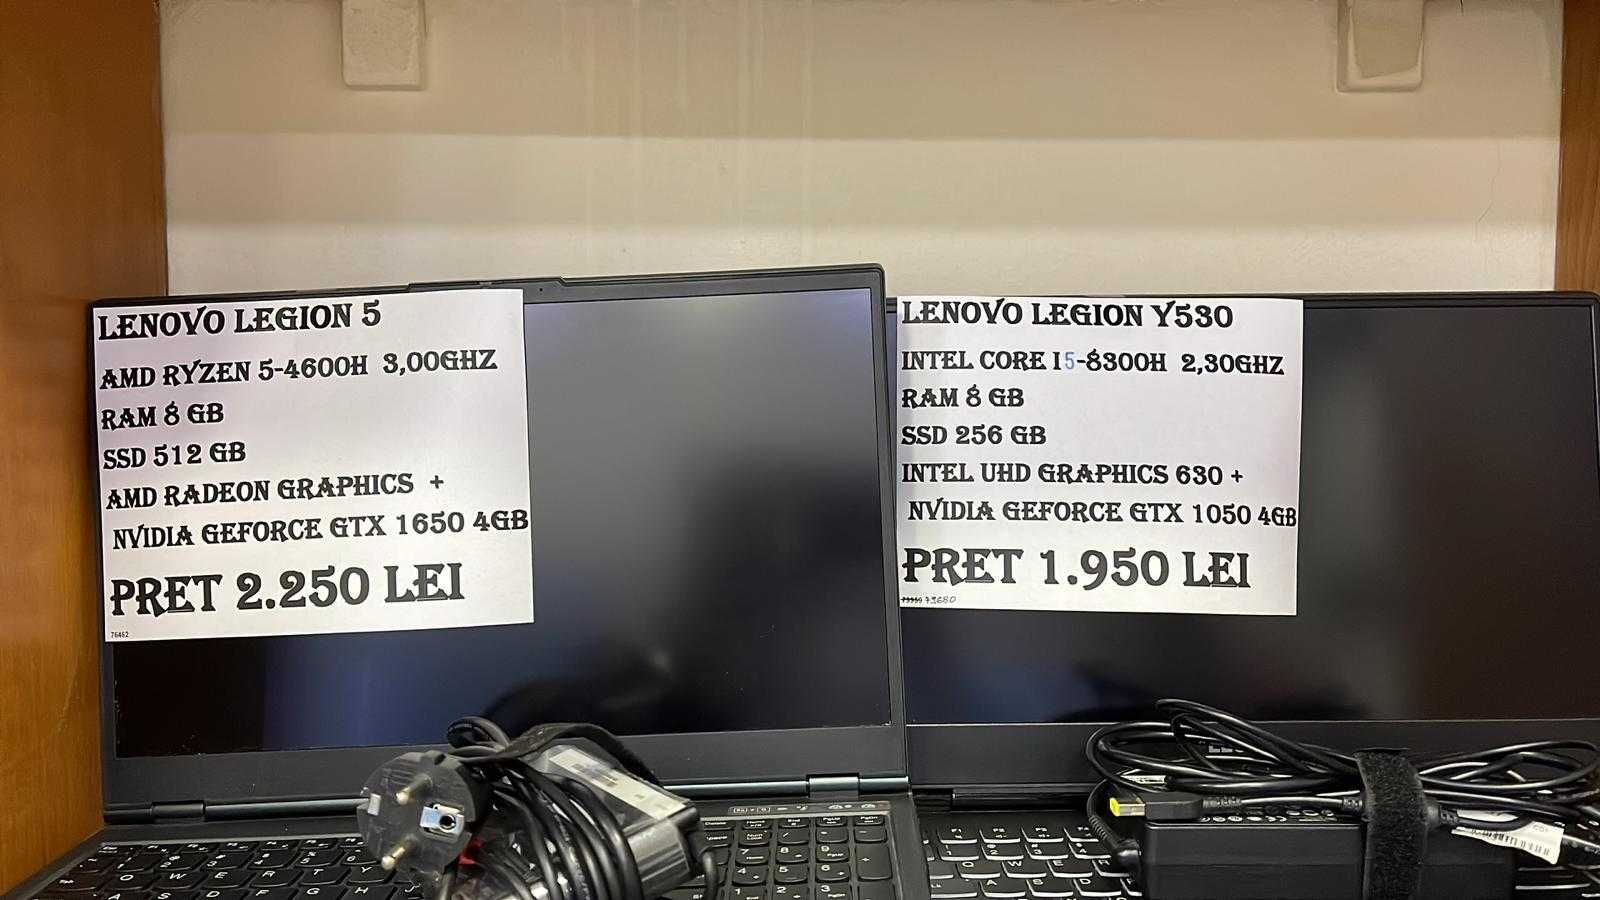 LENOVO LEGION 5
AMD RYZEN 5-4600H 3,00GHZ
RAM 8 GB
SSD 512 GB
AMD RADEON GRAPHICS +
NVIDIA GEFORCE GTX 1650 4GB
PRET 2.250 LEI
76462
LENOVO LEGION Y530
INTEL CORE I5-8300H 2,30GHZ
RAM 8 GB
SSD 256 GB
INTEL UHD GRAPHICS 630 +
NVIDIA GEFORCE GTX 1050 4GB
PRET 1.950 LEI
79680